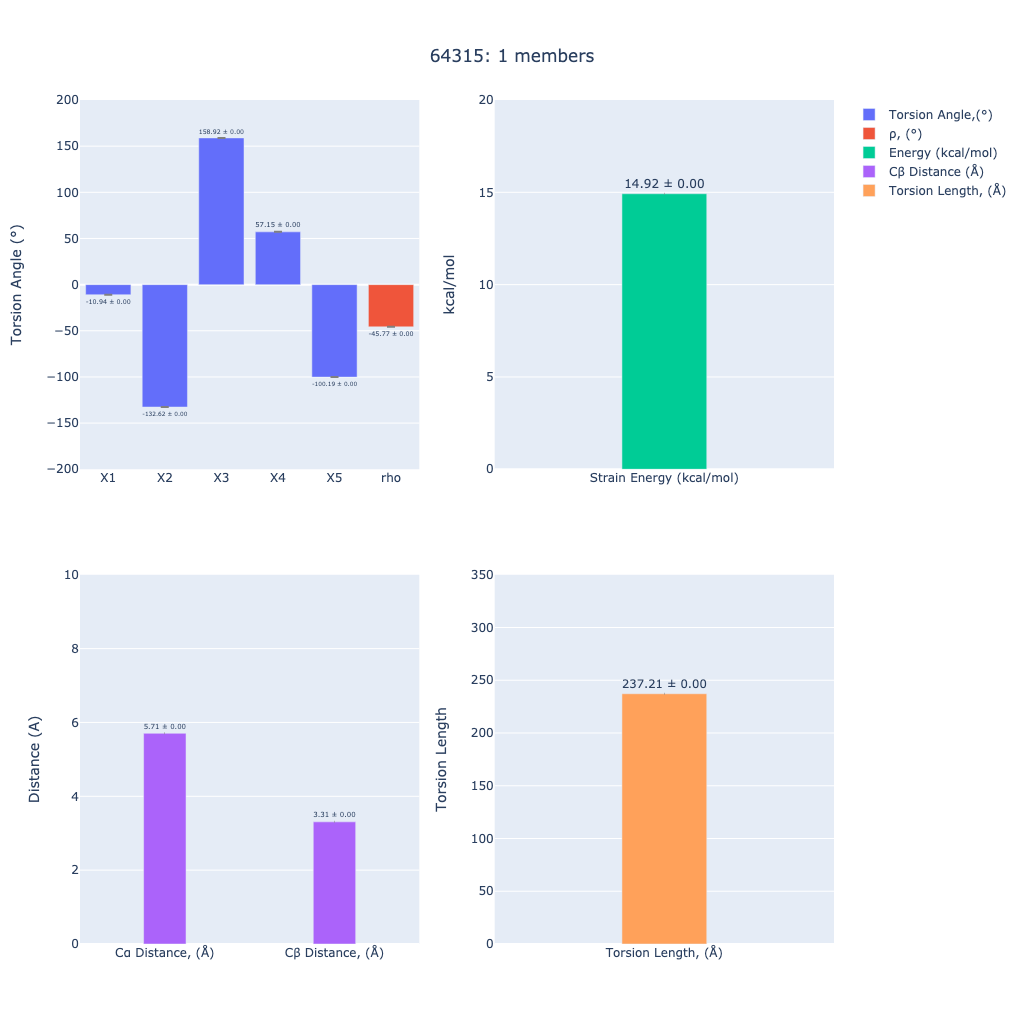 64315: 1 members
Torsion Angle (°)
200
150
100
50
0
−50
−100
−150
−200
-10.94 ± 0.00
-132.62 ± 0.00
158.92 ± 0.00
57.15 ± 0.00
-100.19 ± 0.00
-45.77 ± 0.00
X1 X2 X3 X4 X5 rho
kcal/mol
20
15
10
5
0
14.92 ± 0.00
Strain Energy (kcal/mol)
Torsion Angle,(°)
ρ, (°)
Energy (kcal/mol)
Cβ Distance (Å)
Torsion Length, (Å)
Distance (A)
10
8
6
4
2
0
5.71 ± 0.00
3.31 ± 0.00
Cα Distance, (Å) Cβ Distance, (Å)
Torsion Length
350
300
250
200
150
100
50
0
237.21 ± 0.00
Torsion Length, (Å)